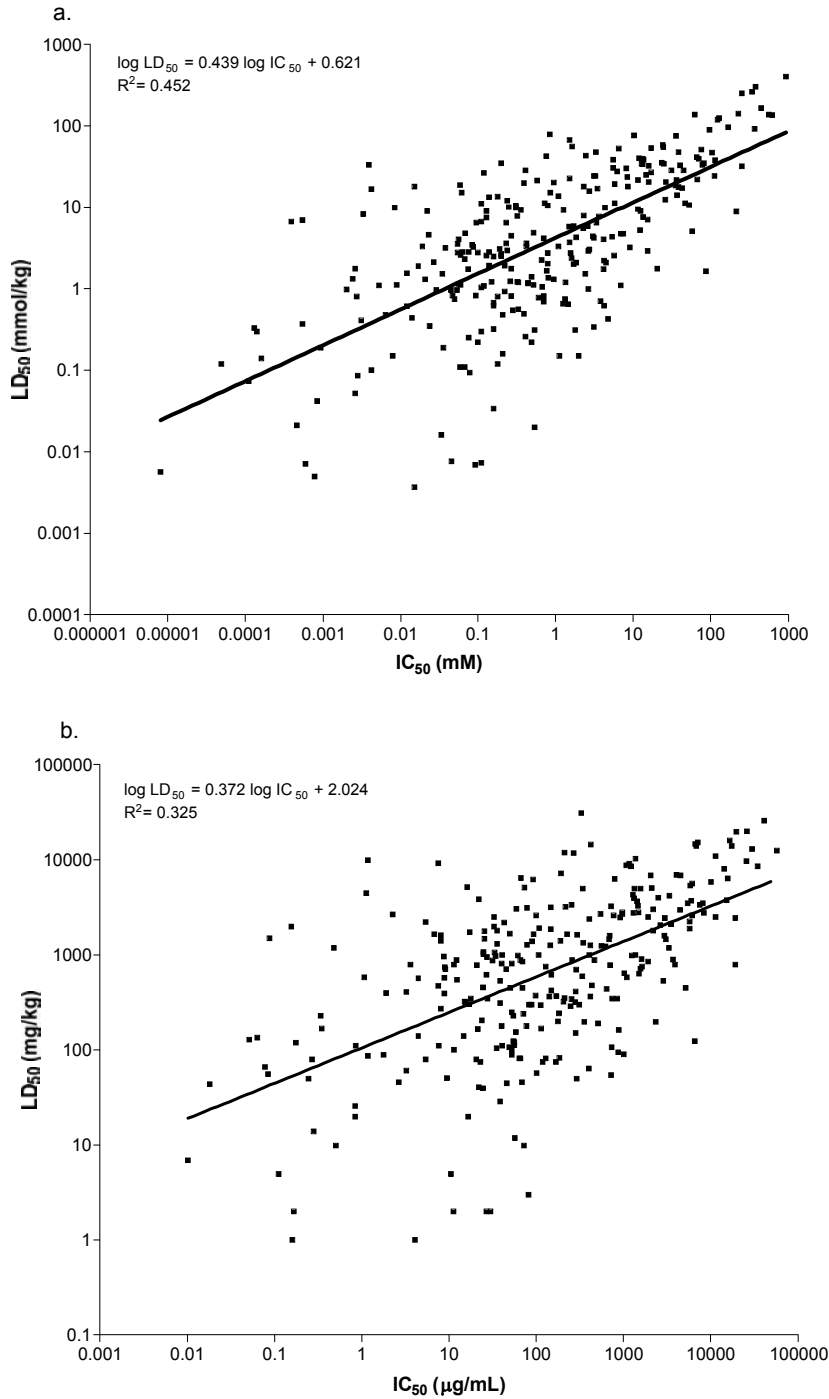 a.
log LD50 = 0.439 log IC50 + 0.621
R2= 0.452
1000
100
10
1
0.1
0.01
0.001
0.0001
LD50 (mmol/kg)
0.000001 0.00001 0.0001 0.001 0.01 0.1 1 10 100 1000
IC50 (mM)
b.
log LD50 = 0.372 log IC50 + 2.024
R2= 0.325
100000
10000
1000
100
10
1
0.1
LD50 (mg/kg)
0.001 0.01 0.1 1 10 100 1000 10000 100000
IC50 (μg/mL)